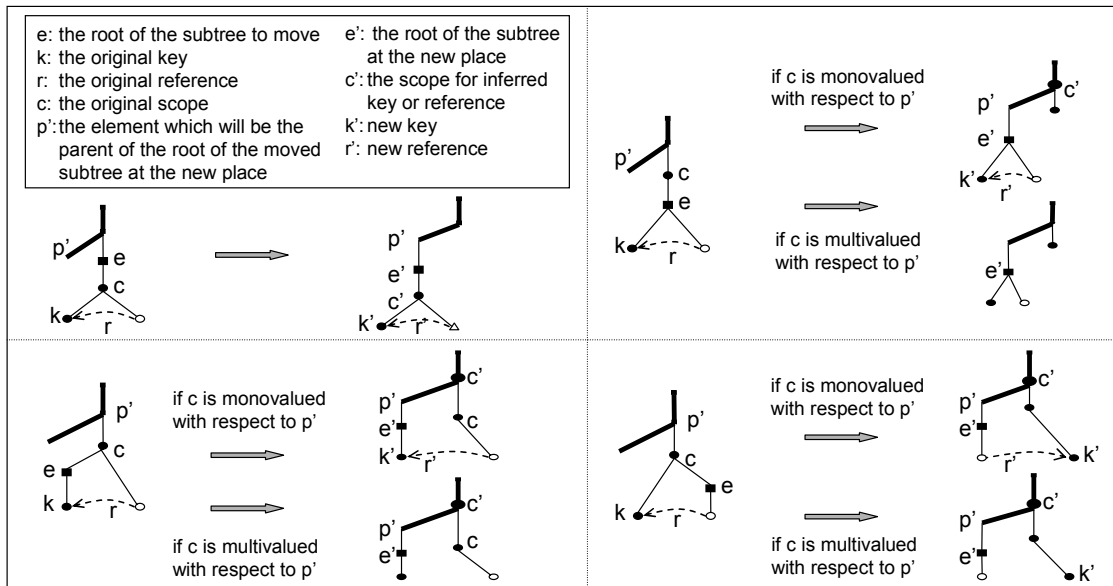 e: the root of the subtree to move
k: the original key
r: the original reference
c: the original scope
p’: the element which will be the
parent of the root of the moved
subtree at the new place
e’: the root of the subtree
at the new place
c’: the scope for inferred
key or reference
k’: new key
r’: new reference
p’
e
c
k
r
p’
e’
c’
k’
r’
p’
c
e
k
r
if c is monovalued
with respect to p’
c’
p’
e’
k’
r’
if c is multivalued
with respect to p’
e’
p’
c
e
k
r
if c is monovalued
with respect to p’
c’
p’
c
e’
k’
r’
if c is multivalued
with respect to p’
c’
p’
c
e’
p’
c
e
k
r
if c is monovalued
with respect to p’
c’
p’
e’
r’
k’
if c is multivalued
with respect to p’
c’
p’
e’
k’